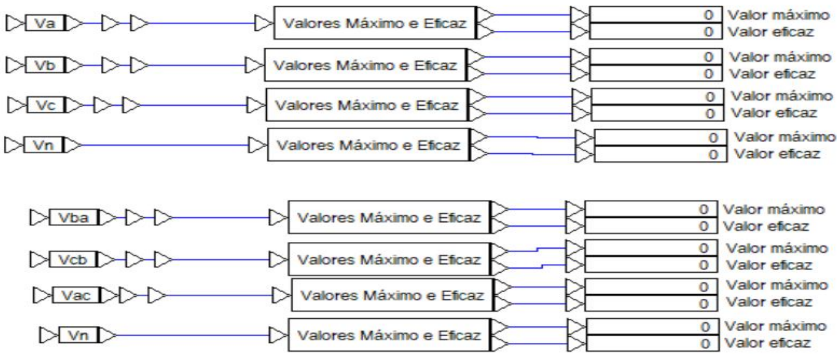 Va Valores Máximo e Eficaz 0 Valor máximo
0 Valor eficaz
Vb Valores Máximo e Eficaz 0 Valor máximo
0 Valor eficaz
Vc Valores Máximo e Eficaz 0 Valor máximo
0 Valor eficaz
Vn Valores Máximo e Eficaz 0 Valor máximo
0 Valor eficaz
Vba Valores Máximo e Eficaz 0 Valor máximo
0 Valor eficaz
Vcb Valores Máximo e Eficaz 0 Valor máximo
0 Valor eficaz
Vac Valores Máximo e Eficaz 0 Valor máximo
0 Valor eficaz
Vn Valores Máximo e Eficaz 0 Valor máximo
0 Valor eficaz